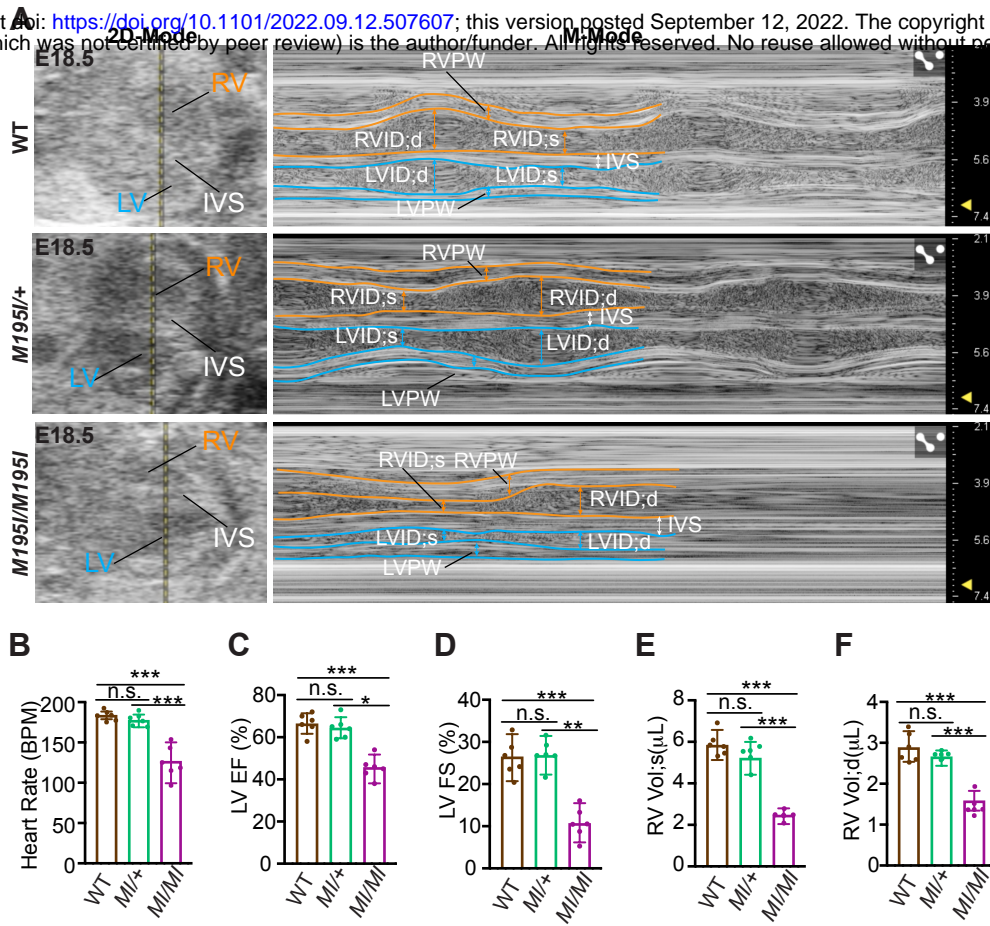 t doi: https://doi.org/10.1101/2022.09.12.507607; this version posted September 12, 2022. The copyright
hich was not certified by peer review) is the author/funder. All rights reserved. No reuse allowed without pe
A
2D-Mode
M-Mode
WT
E18.5
RV
LV
IVS
RVPW
RVID;d
RVID;s
IVS
LVID;d
LVID;s
LVPW
3.9
5.6
7.4
M195I/+
E18.5
RV
LV
IVS
RVPW
RVID;s
RVID;d
IVS
LVID;s
LVID;d
LVPW
2.1
3.9
5.6
7.4
M195I/M195I
E18.5
RV
LV
IVS
RVID;s
RVPW
RVID;d
IVS
LVID;s
LVID;d
LVPW
2.1
3.9
5.6
7.4
B
Heart Rate (BPM)
200
150
100
50
0
***
n.s.
***
WT
MI/+
MI/MI
C
LV EF (%)
80
60
40
20
0
***
n.s.
*
WT
MI/+
MI/MI
D
LV FS (%)
40
30
20
10
0
***
n.s.
**
WT
MI/+
MI/MI
E
RV Vol;s(µL)
8
6
4
2
0
***
n.s.
***
WT
MI/+
MI/MI
F
RV Vol;d(µL)
4
3
2
1
0
***
n.s.
***
WT
MI/+
MI/MI